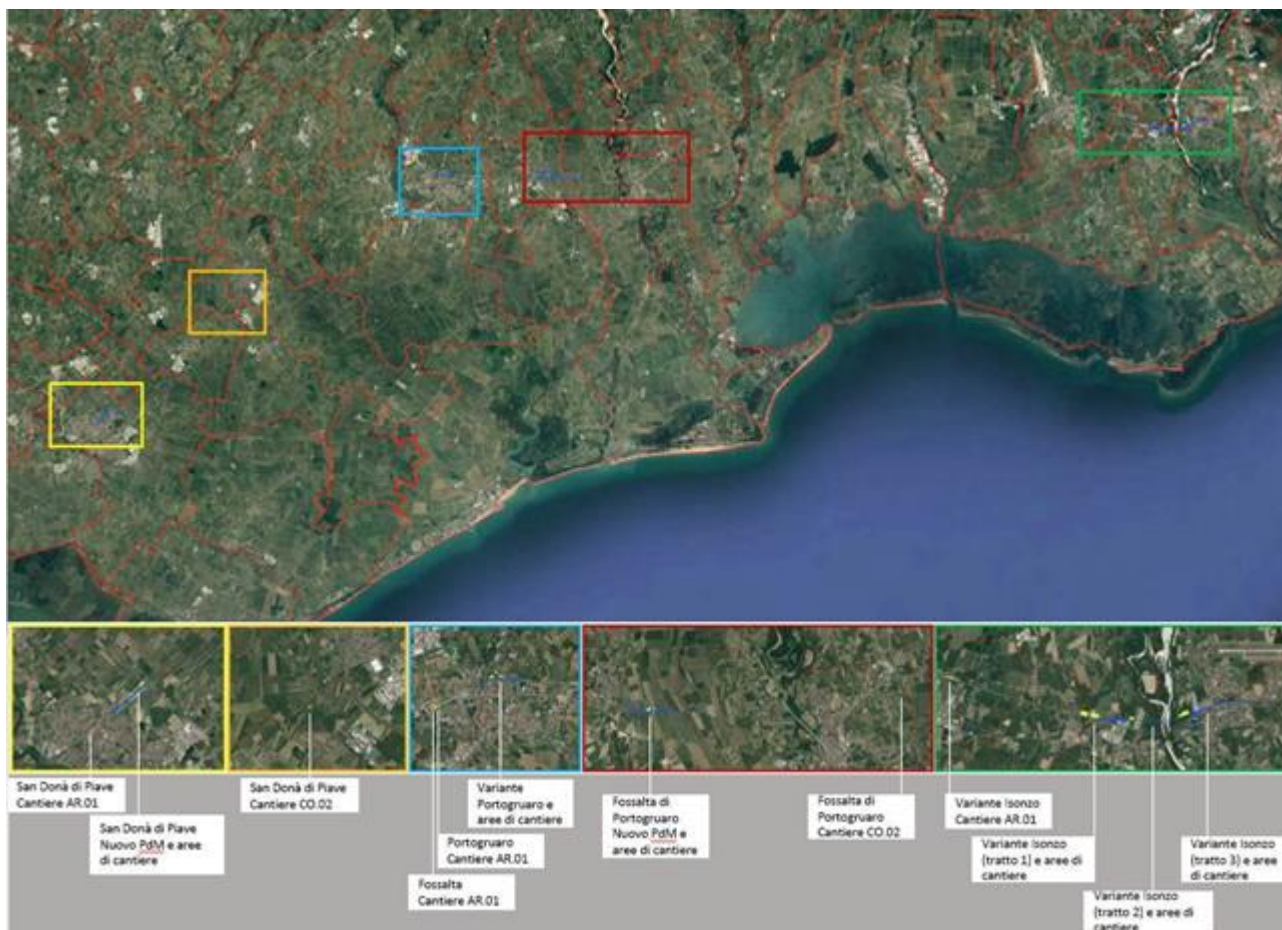 San Donà di Piave
Cantiere AR.01
San Donà di Piave
Nuovo PdM e aree
di cantiere
San Donà di Piave
Cantiere CO.02
Variante
Portogruaro e
aree di cantiere
Portogruaro
Cantiere AR.01
Fossalta
Cantiere AR.01
Fossalta di
Portogruaro
Nuovo PdM e
aree di cantiere
Fossalta di
Portogruaro
Cantiere CO.02
Variante Isonzo
Cantiere AR.01
Variante Isonzo
(tratto 1) e aree di
cantiere
Variante Isonzo
(tratto 2) e aree di
cantiere
Variante Isonzo
(tratto 3) e aree
di cantiere